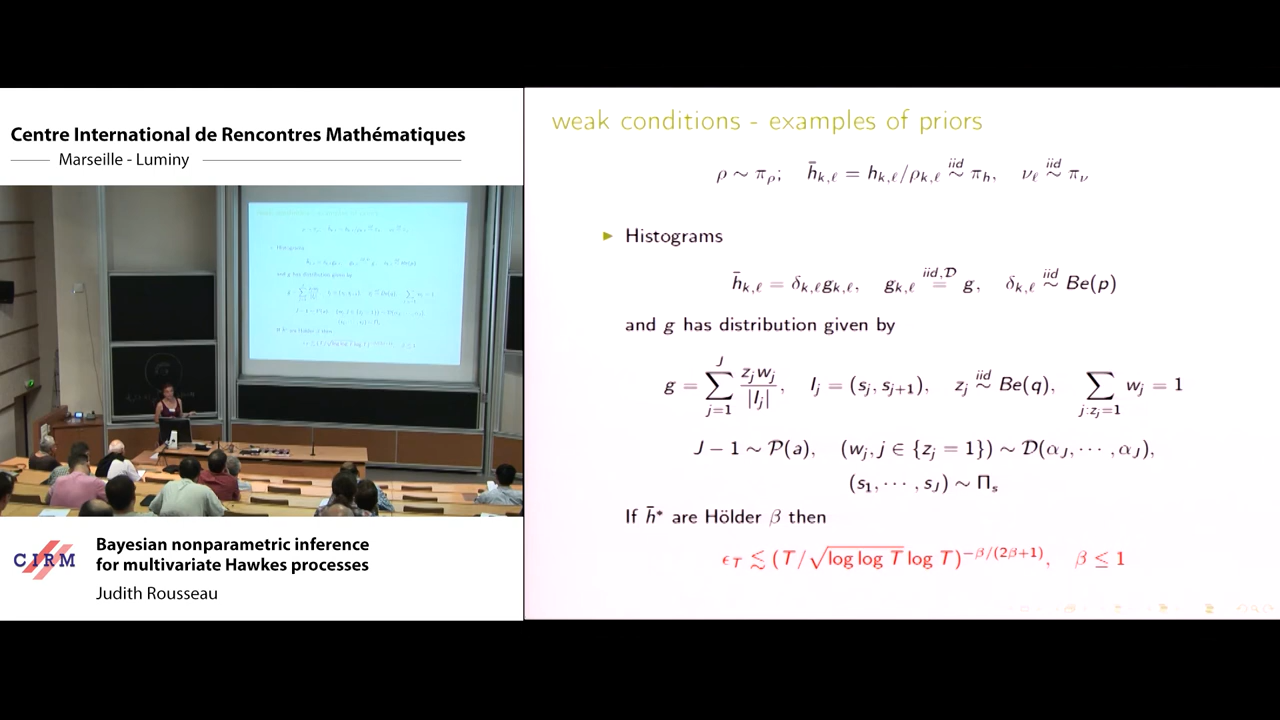 Centre International de Rencontres Mathématiques
Marseille - Luminy
weak conditions - examples of priors
ρ ∼ π_ρ; h̄_{k,ℓ} = h_{k,ℓ}/ρ_{k,ℓ} iid∼ π_h, ν_ℓ iid∼ π_ν
► Histograms
h̄_{k,ℓ} = δ_{k,ℓ}g_{k,ℓ}, g_{k,ℓ} iid,𝒟= g, δ_{k,ℓ} iid∼ Be(p)
and g has distribution given by
g = ∑_{j=1}^{J} z_j w_j / |I_j|, I_j = (s_j, s_{j+1}), z_j iid∼ Be(q), ∑_{j:z_j=1} w_j = 1
J − 1 ∼ 𝒫(a), (w_j, j ∈ {z_j = 1}) ∼ 𝒟(α_J, ⋯ , α_J),
(s_1, ⋯ , s_J) ∼ Π_s
If h̄* are Hölder β then
ϵ_T ≲ (T/√(log log T) log T)^{−β/(2β+1)}, β ≤ 1
CIRM
Bayesian nonparametric inference
for multivariate Hawkes processes
Judith Rousseau